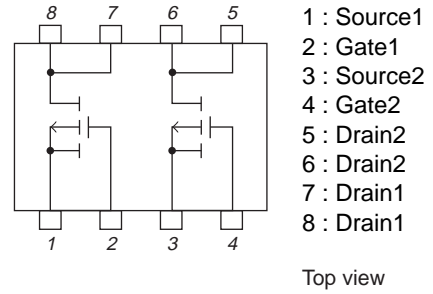 8 7 6 5
1 2 3 4
1 : Source1
2 : Gate1
3 : Source2
4 : Gate2
5 : Drain2
6 : Drain2
7 : Drain1
8 : Drain1
Top view